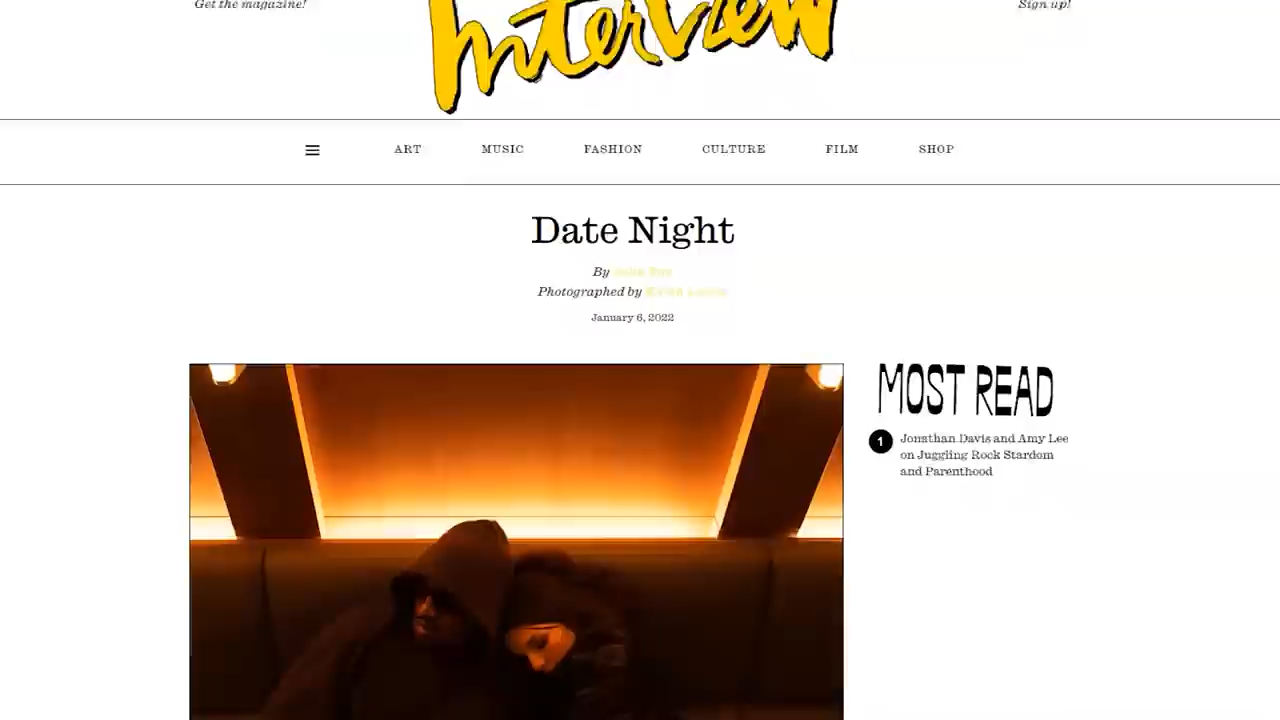 Get the magazine!
Sign up!
Interview
ART MUSIC FASHION CULTURE FILM SHOP
Date Night
By
Photographed by
January 6, 2022
MOST READ
1 Jonathan Davis and Amy Lee
on Juggling Rock Stardom
and Parenthood